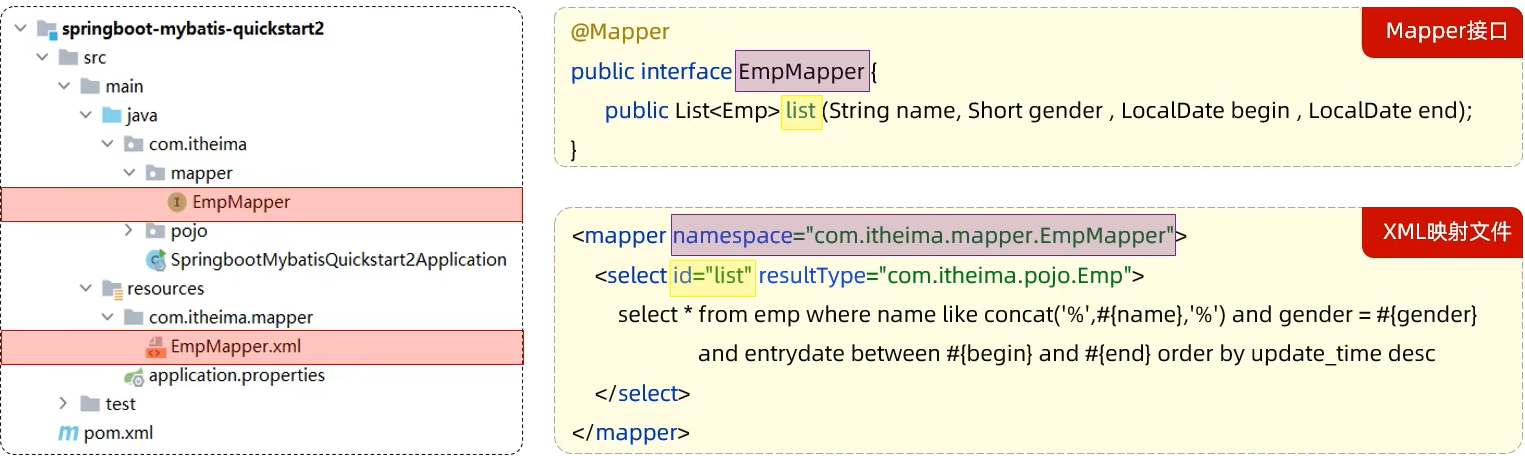 springboot-mybatis-quickstart2
src
main
java
com.itheima
mapper
EmpMapper
pojo
SpringbootMybatisQuickstart2Application
resources
com.itheima.mapper
EmpMapper.xml
application.properties
test
pom.xml
Mapper接口
@Mapper
public interface EmpMapper {
public List<Emp> list (String name, Short gender , LocalDate begin , LocalDate end);
}
XML映射文件
<mapper namespace="com.itheima.mapper.EmpMapper">
<select id="list" resultType="com.itheima.pojo.Emp">
select * from emp where name like concat('%',#{name},'%') and gender = #{gender}
and entrydate between #{begin} and #{end} order by update_time desc
</select>
</mapper>